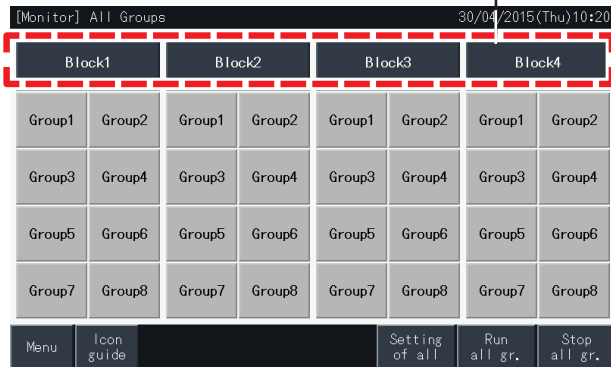 [Monitor] All Groups 30/04/2015(Thu)10:20
Block1 Block2 Block3 Block4
Group1 Group2 Group1 Group2 Group1 Group2 Group1 Group2
Group3 Group4 Group3 Group4 Group3 Group4 Group3 Group4
Group5 Group6 Group5 Group6 Group5 Group6 Group5 Group6
Group7 Group8 Group7 Group8 Group7 Group8 Group7 Group8
Menu Icon guide Setting of all Run all gr. Stop all gr.